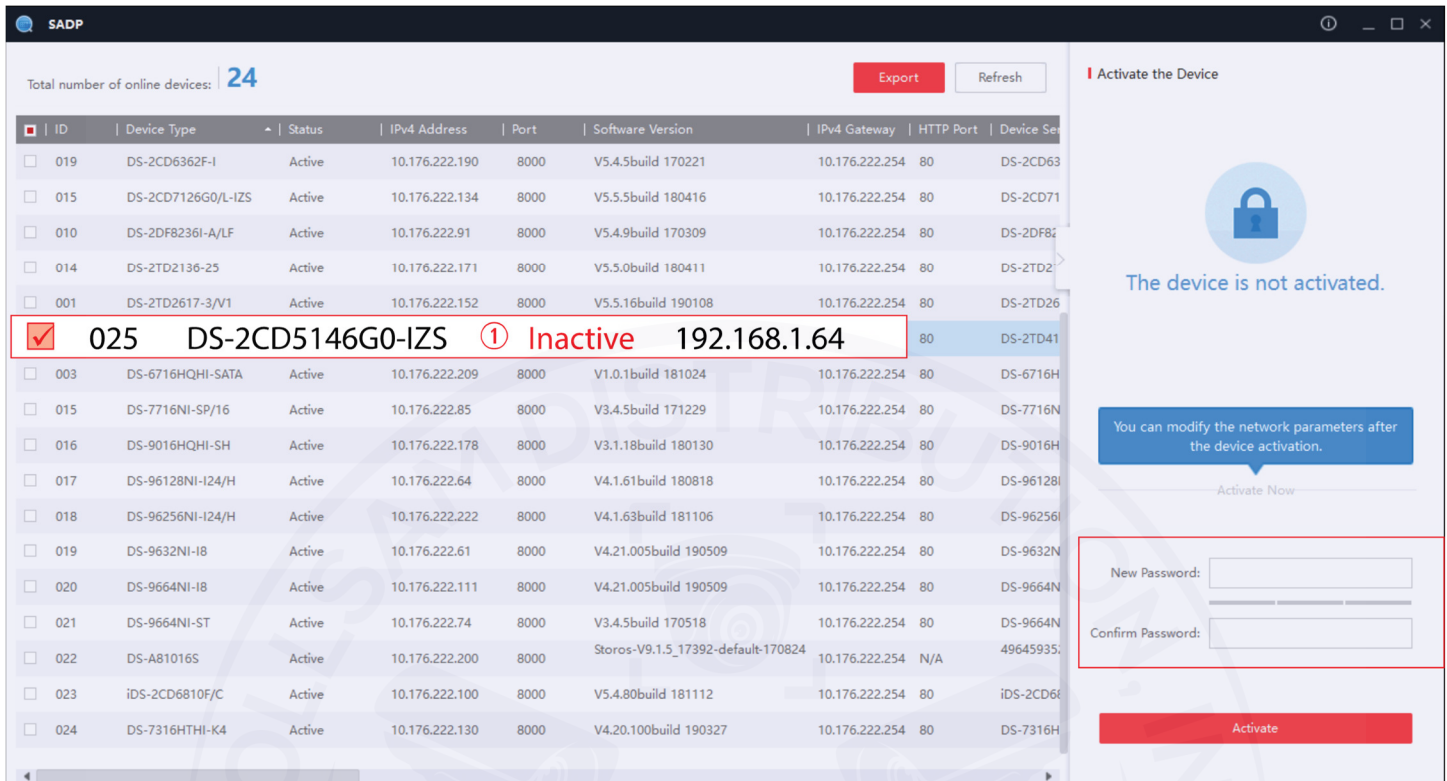 SADP
Total number of online devices: 24
Export
Refresh
Activate the Device
ID Device Type Status IPv4 Address Port Software Version IPv4 Gateway HTTP Port Device Ser
019 DS-2CD6362F-I Active 10.176.222.190 8000 V5.4.5build 170221 10.176.222.254 80 DS-2CD63
015 DS-2CD7126G0/L-IZS Active 10.176.222.134 8000 V5.5.5build 180416 10.176.222.254 80 DS-2CD71
010 DS-2DF8236I-A/LF Active 10.176.222.91 8000 V5.4.9build 170309 10.176.222.254 80 DS-2DF82
014 DS-2TD2136-25 Active 10.176.222.171 8000 V5.5.0build 180411 10.176.222.254 80 DS-2TD2
001 DS-2TD2617-3/V1 Active 10.176.222.152 8000 V5.5.16build 190108 10.176.222.254 80 DS-2TD26
025 DS-2CD5146G0-IZS ① Inactive 192.168.1.64 80 DS-2TD41
003 DS-6716HQHI-SATA Active 10.176.222.209 8000 V1.0.1build 181024 10.176.222.254 80 DS-6716H
015 DS-7716NI-SP/16 Active 10.176.222.85 8000 V3.4.5build 171229 10.176.222.254 80 DS-7716N
016 DS-9016HQHI-SH Active 10.176.222.178 8000 V3.1.18build 180130 10.176.222.254 80 DS-9016H
017 DS-96128NI-I24/H Active 10.176.222.64 8000 V4.1.61build 180818 10.176.222.254 80 DS-96128
018 DS-96256NI-I24/H Active 10.176.222.222 8000 V4.1.63build 181106 10.176.222.254 80 DS-96256
019 DS-9632NI-I8 Active 10.176.222.61 8000 V4.21.005build 190509 10.176.222.254 80 DS-9632N
020 DS-9664NI-I8 Active 10.176.222.111 8000 V4.21.005build 190509 10.176.222.254 80 DS-9664N
021 DS-9664NI-ST Active 10.176.222.74 8000 V3.4.5build 170518 10.176.222.254 80 DS-9664N
022 DS-A81016S Active 10.176.222.200 8000 Storos-V9.1.5_17392-default-170824 10.176.222.254 N/A 49645935
023 iDS-2CD6810F/C Active 10.176.222.100 8000 V5.4.80build 181112 10.176.222.254 80 iDS-2CD68
024 DS-7316HTHI-K4 Active 10.176.222.130 8000 V4.20.100build 190327 10.176.222.254 80 DS-7316H
The device is not activated.
You can modify the network parameters after
the device activation.
Activate Now
New Password:
Confirm Password:
Activate